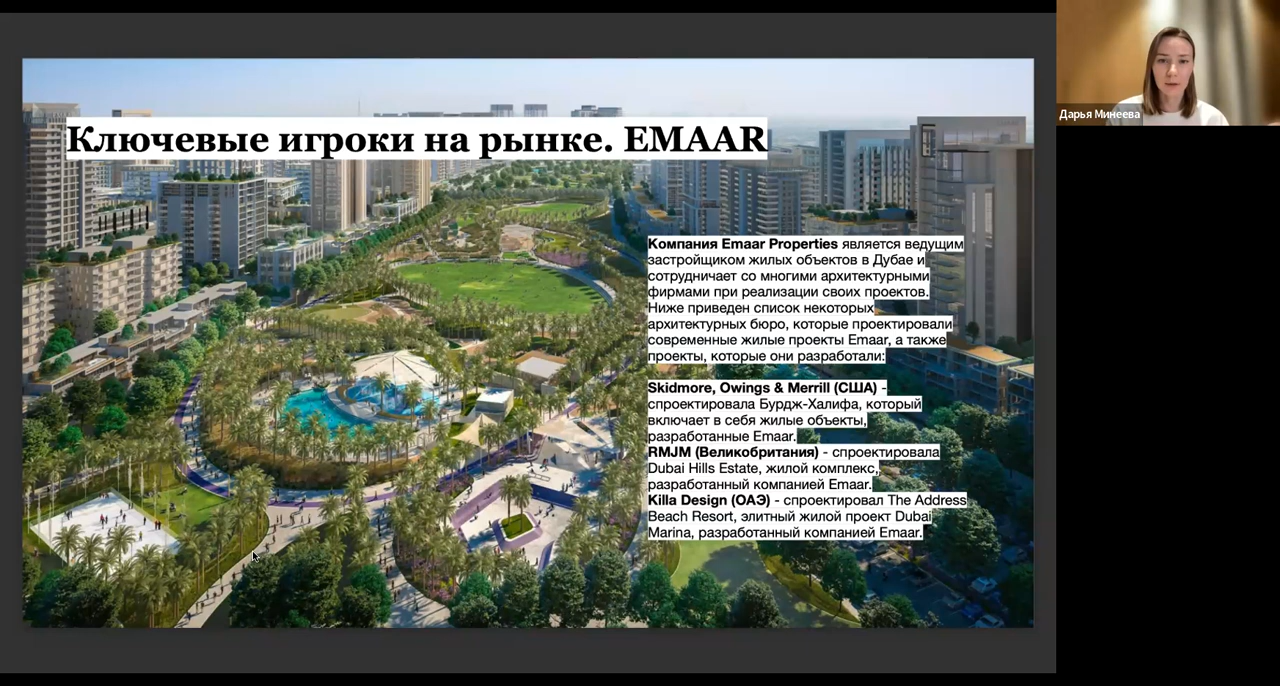 Ключевые игроки на рынке. EMAAR
Дарья Минеева
Компания Emaar Properties является ведущим
застройщиком жилых объектов в Дубае и
сотрудничает со многими архитектурными
фирмами при реализации своих проектов.
Ниже приведен список некоторых
архитектурных бюро, которые проектировали
современные жилые проекты Emaar, а также
проекты, которые они разработали:
Skidmore, Owings & Merrill (США) -
спроектировала Бурдж-Халифа, который
включает в себя жилые объекты,
разработанные Emaar.
RMJM (Великобритания) - спроектировала
Dubai Hills Estate, жилой комплекс,
разработанный компанией Emaar.
Killa Design (ОАЭ) - спроектировал The Address
Beach Resort, элитный жилой проект Dubai
Marina, разработанный компанией Emaar.